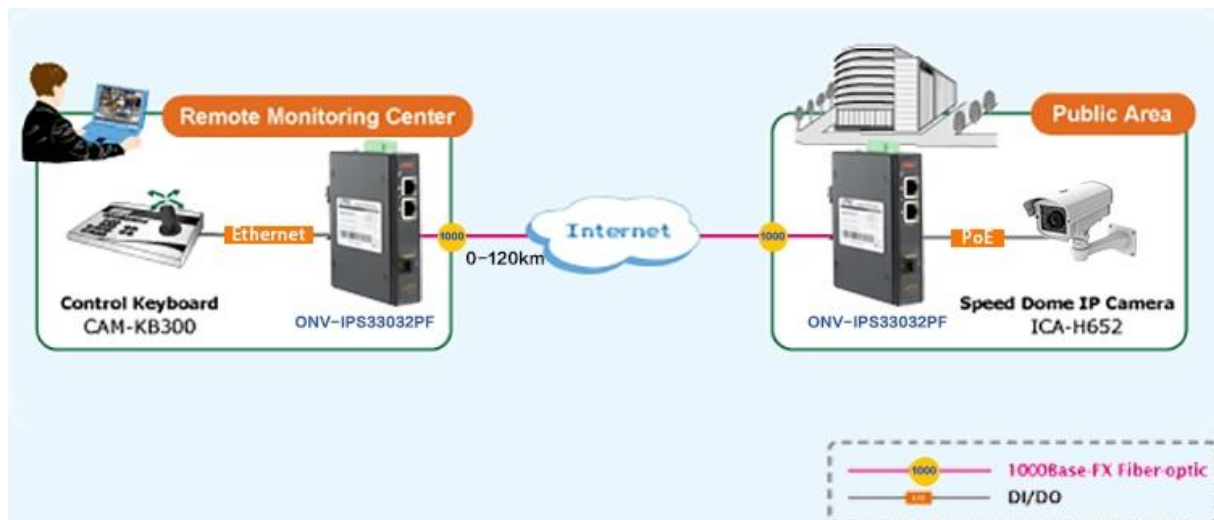 Remote Monitoring Center
Public Area
Ethernet
1000
0-120km
Internet
1000
PoE
Control Keyboard
CAM-KB300
ONV-IPS33032PF
ONV-IPS33032PF
Speed Dome IP Camera
ICA-H652
1000
1000Base-FX Fiber-optic
DI/DO